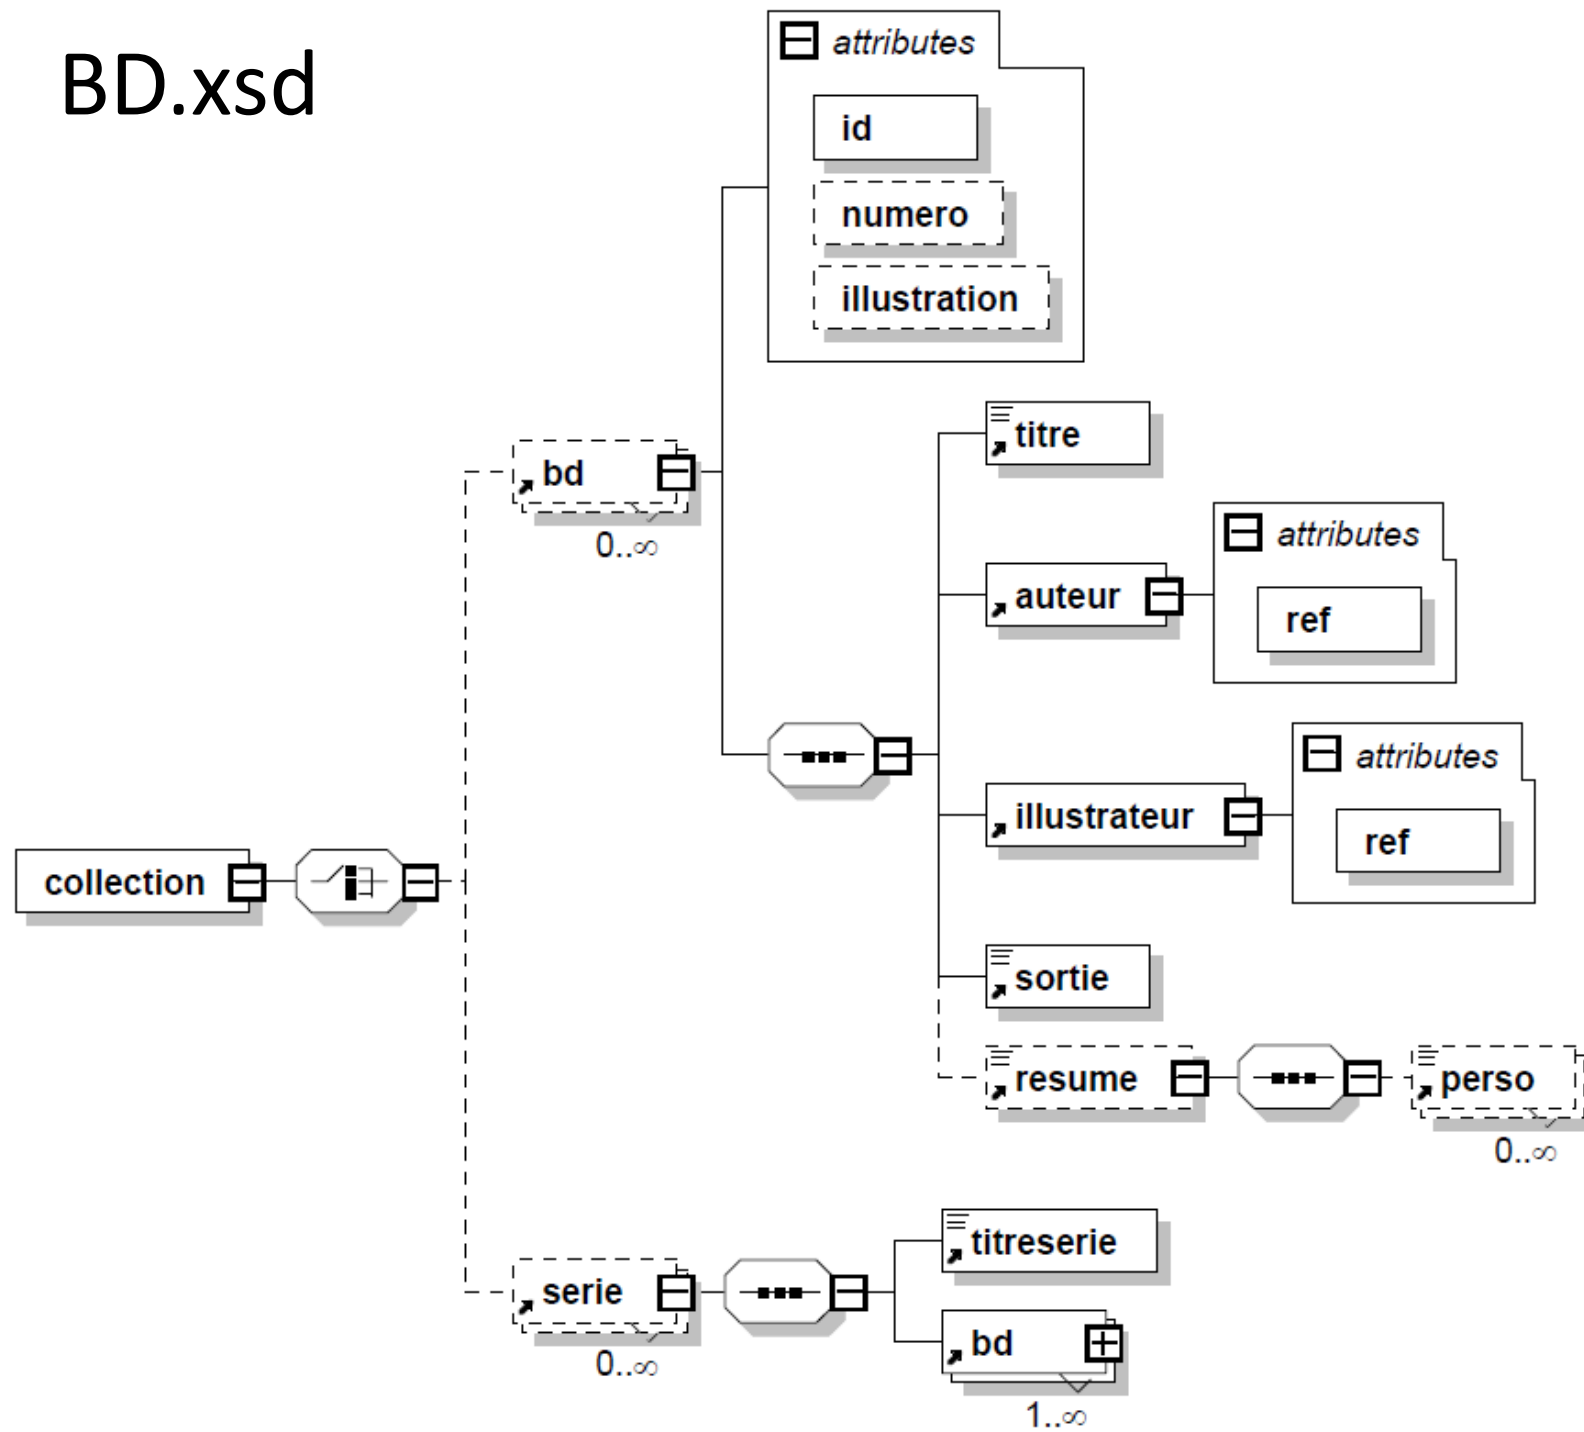 BD.xsd
attributes
id
numero
illustration
bd
0..∞
titre
attributes
auteur
ref
attributes
illustrateur
ref
collection
sortie
resume
perso
0..∞
titreserie
serie
0..∞
bd
1..∞